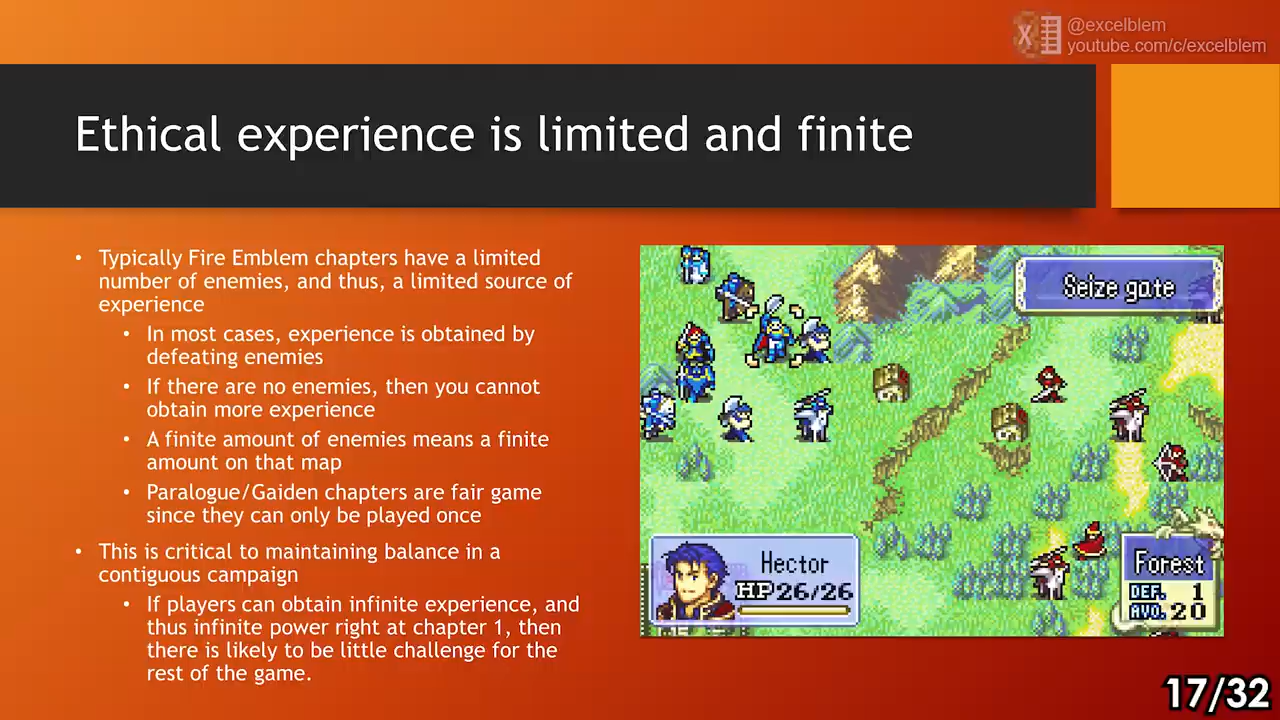 @excelblem
youtube.com/c/excelblem
Ethical experience is limited and finite
• Typically Fire Emblem chapters have a limited
number of enemies, and thus, a limited source of
experience
• In most cases, experience is obtained by
defeating enemies
• If there are no enemies, then you cannot
obtain more experience
• A finite amount of enemies means a finite
amount on that map
• Paralogue/Gaiden chapters are fair game
since they can only be played once
• This is critical to maintaining balance in a
contiguous campaign
• If players can obtain infinite experience, and
thus infinite power right at chapter 1, then
there is likely to be little challenge for the
rest of the game.
Seize gate
Hector
HP 26/26
Forest
DEF. 1
AVO. 20
17/32